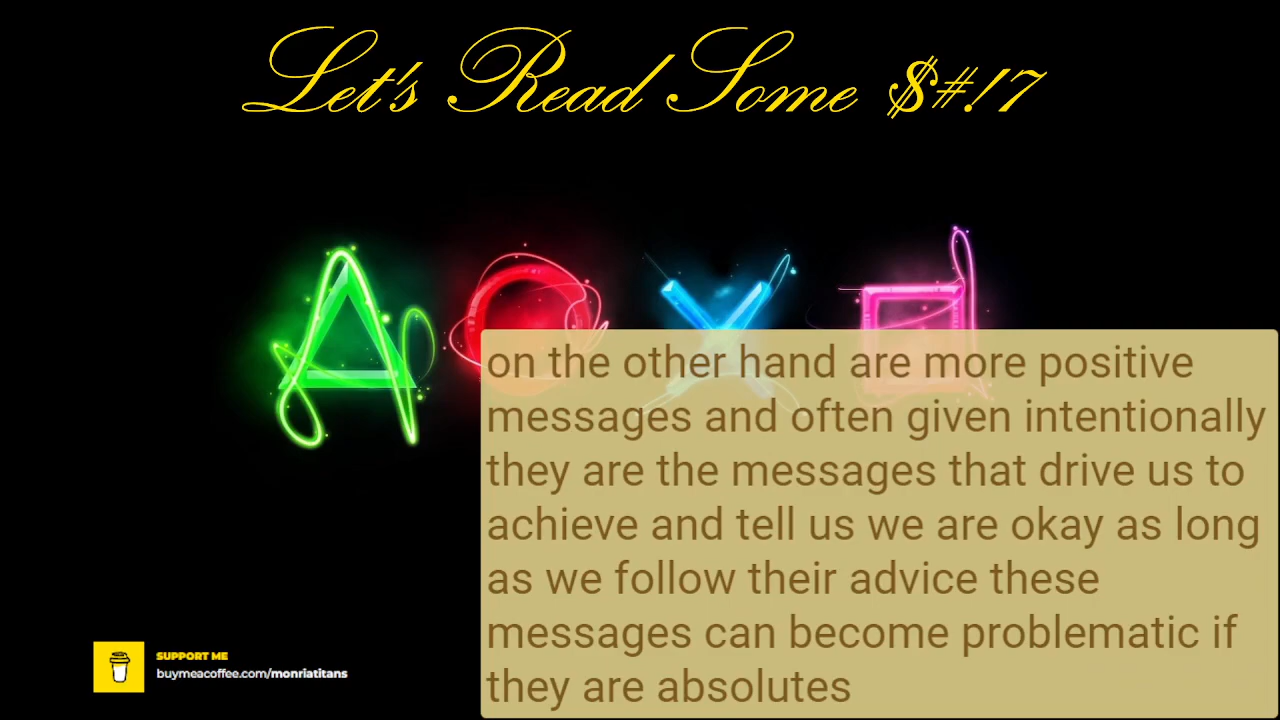 Let's Read Some $#!7
on the other hand are more positive
messages and often given intentionally
they are the messages that drive us to
achieve and tell us we are okay as long
as we follow their advice these
messages can become problematic if
they are absolutes
SUPPORT ME
buymeacoffee.com/monriatitans